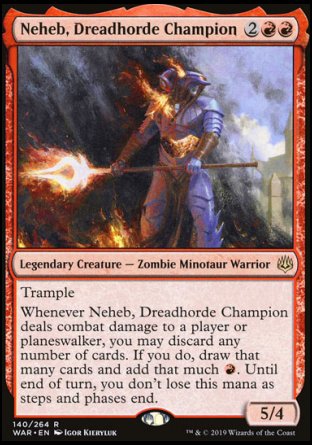 Neheb, Dreadhorde Champion 2
Legendary Creature — Zombie Minotaur Warrior
Trample
Whenever Neheb, Dreadhorde Champion
deals combat damage to a player or
planeswalker, you may discard any
number of cards. If you do, draw that
many cards and add that much . Until
end of turn, you don't lose this mana as
steps and phases end.
5/4
140/264 R
WAR • EN Igor Kieryluk
™ & © 2019 Wizards of the Coast